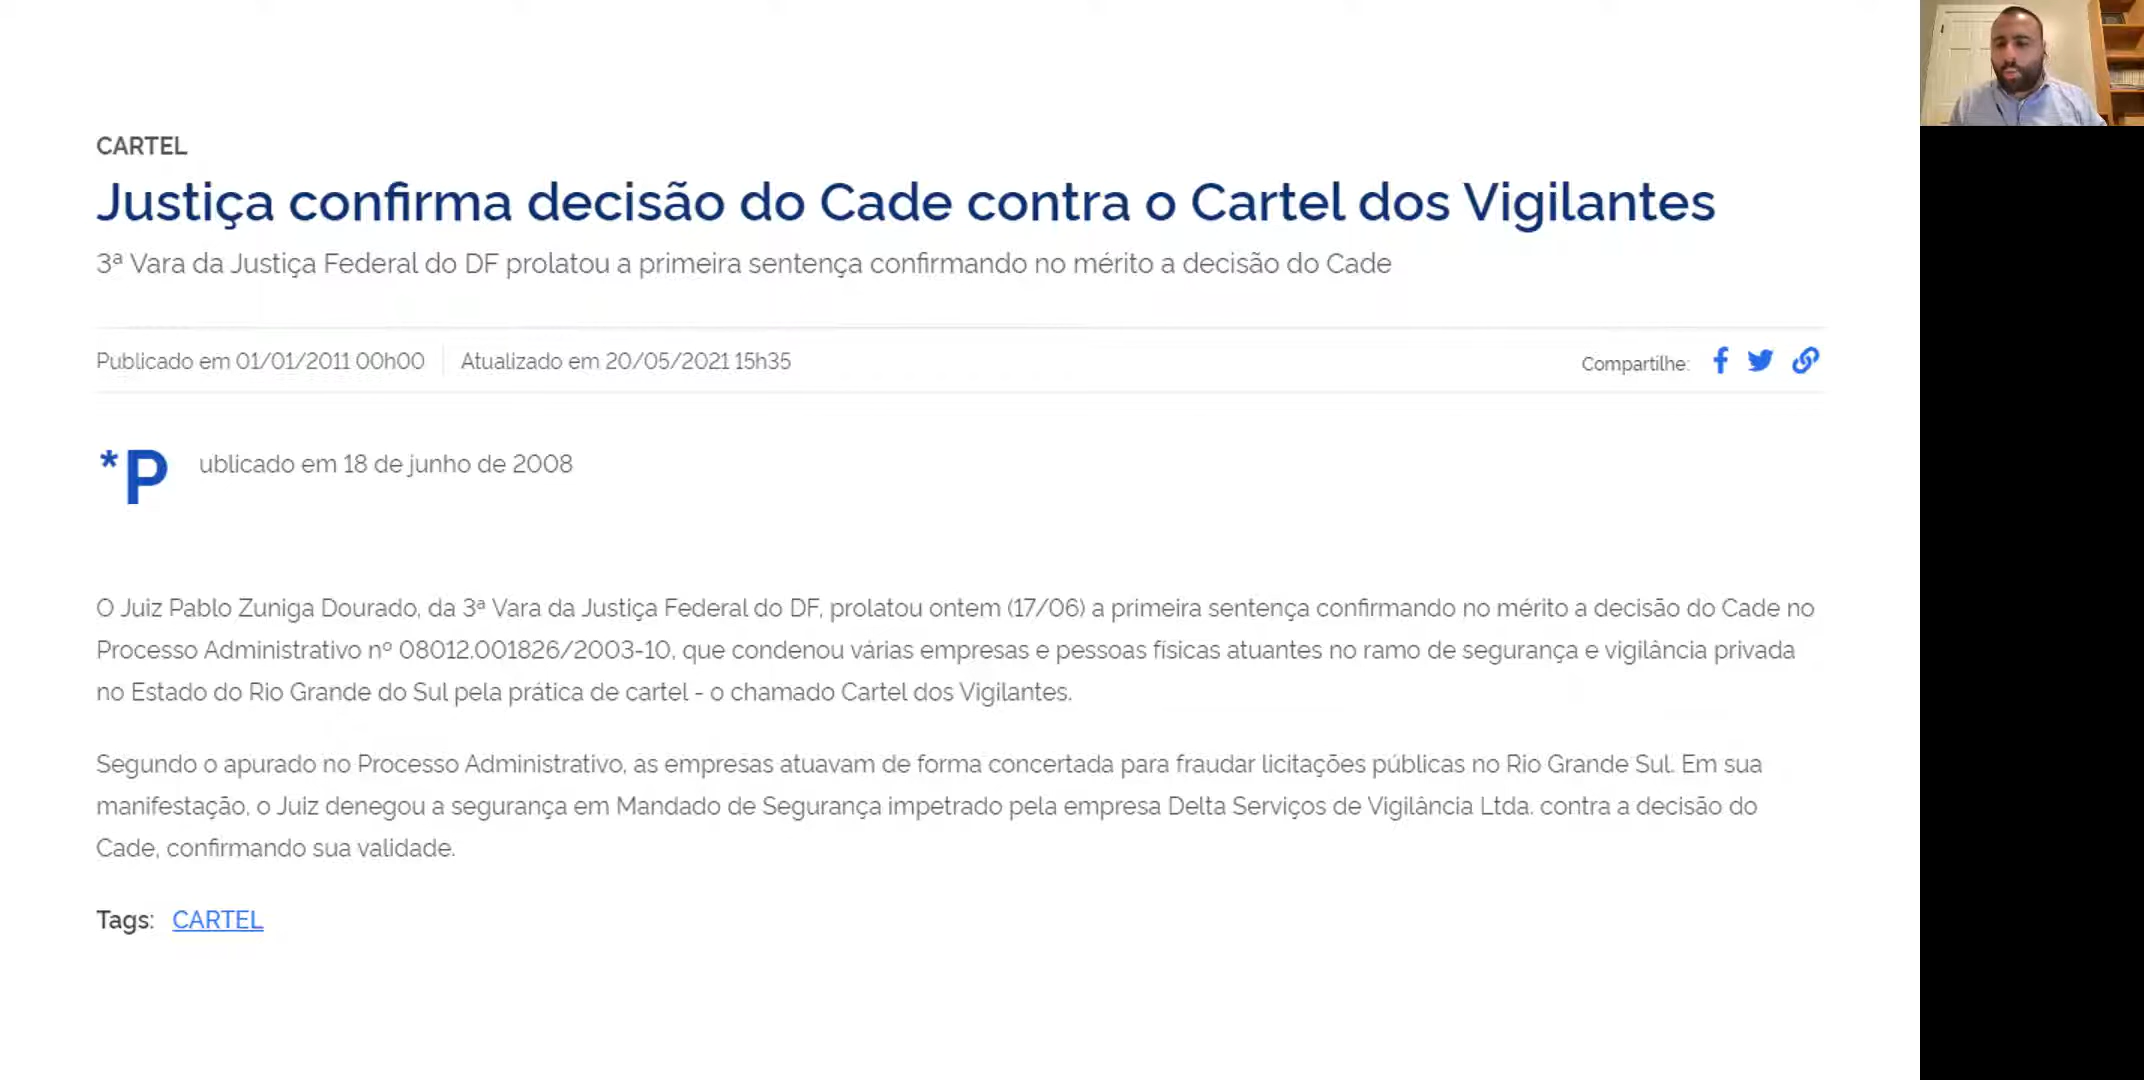 CARTEL
Justiça confirma decisão do Cade contra o Cartel dos Vigilantes
3ª Vara da Justiça Federal do DF prolatou a primeira sentença confirmando no mérito a decisão do Cade
Publicado em 01/01/2011 00h00 Atualizado em 20/05/2021 15h35 Compartilhe:
*Publicado em 18 de junho de 2008
O Juiz Pablo Zuniga Dourado, da 3ª Vara da Justiça Federal do DF, prolatou ontem (17/06) a primeira sentença confirmando no mérito a decisão do Cade no
Processo Administrativo nº 08012.001826/2003-10, que condenou várias empresas e pessoas físicas atuantes no ramo de segurança e vigilância privada
no Estado do Rio Grande do Sul pela prática de cartel - o chamado Cartel dos Vigilantes.
Segundo o apurado no Processo Administrativo, as empresas atuavam de forma concertada para fraudar licitações públicas no Rio Grande Sul. Em sua
manifestação, o Juiz denegou a segurança em Mandado de Segurança impetrado pela empresa Delta Serviços de Vigilância Ltda. contra a decisão do
Cade, confirmando sua validade.
Tags: CARTEL